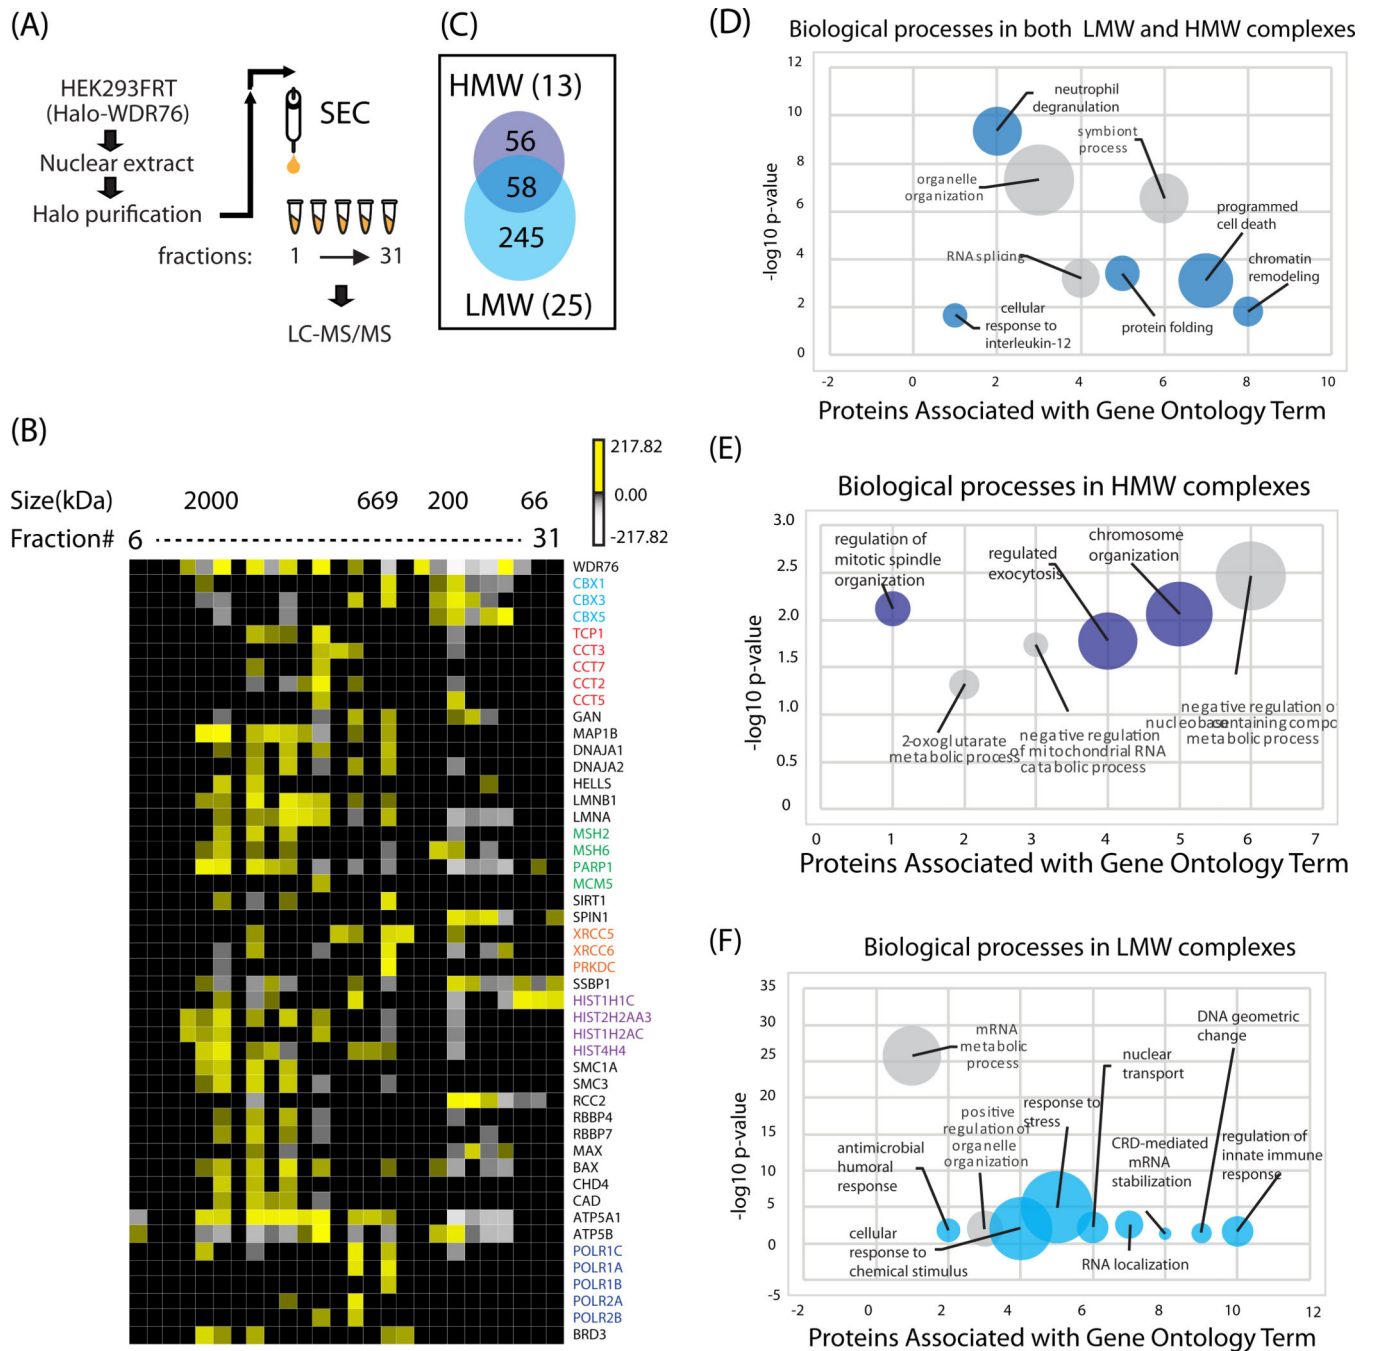 (A)
HEK293FRT
(Halo-WDR76)
Nuclear extract
Halo purification
SEC
fractions: 1 31
LC-MS/MS
(C)
HMW (13)
56
58
245
LMW (25)
(B)
217.82
0.00
-217.82
Size(kDa) 2000 669 200 66
Fraction# 6 31
WDR76
CBX1
CBX3
CBX5
TCP1
CCT3
CCT7
CCT2
CCT5
GAN
MAP1B
DNAJA1
DNAJA2
HELLS
LMNB1
LMNA
MSH2
MSH6
PARP1
MCM5
SIRT1
SPIN1
XRCC5
XRCC6
PRKDC
SSBP1
HIST1H1C
HIST2H2AA3
HIST1H2AC
HIST4H4
SMC1A
SMC3
RCC2
RBBP4
RBBP7
MAX
BAX
CHD4
CAD
ATP5A1
ATP5B
POLR1C
POLR1A
POLR1B
POLR2A
POLR2B
BRD3
(D)
Biological processes in both LMW and HMW complexes
12
10
8
6
4
2
0
-log10 p-value
neutrophil
degranulation
symbiont
process
organelle
organization
programmed
cell death
RNA splicing
chromatin
remodeling
cellular
response to
interleukin-12
protein folding
-2 0 2 4 6 8 10
Proteins Associated with Gene Ontology Term
(E)
Biological processes in HMW complexes
3.0
2.5
2.0
1.5
1.0
0.5
0
-log10 p-value
regulation of
mitotic spindle
organization
regulated
exocytosis
chromosome
organization
2-oxoglutarate
metabolic process
negative regulation
of mitochondrial RNA
catabolic process
negative regulation o
nucleobase
containing compo
metabolic process
0 1 2 3 4 5 6 7
Proteins Associated with Gene Ontology Term
(F)
Biological processes in LMW complexes
35
30
25
20
15
10
5
0
-5
-log10 p-value
mRNA
metabolic
process
DNA geometric
change
nuclear
transport
positive
regulation of
organelle
organization
response to
stress
antimicrobial
humoral
response
CRD-mediated
mRNA
stabilization
regulation of
innate immune
response
cellular
response to
chemical stimulus
RNA localization
-2 0 2 4 6 8 10 12
Proteins Associated with Gene Ontology Term